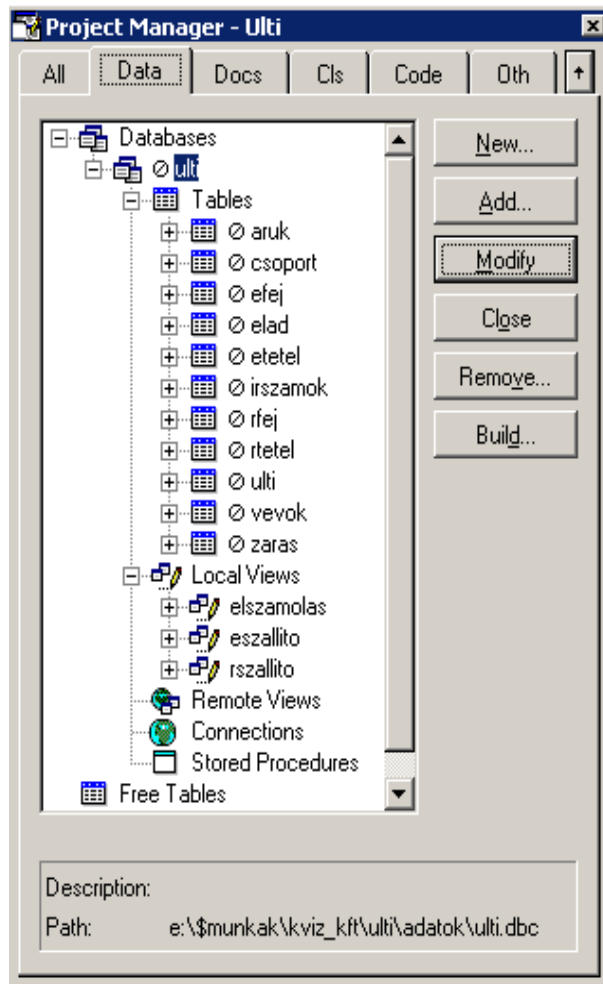 Project Manager - Ulti
All Data Docs Cls Code Oth
Databases
ulti
Tables
aruk
csoport
efej
elad
etetel
irszamok
rfej
rtetel
ulti
vevok
zaras
Local Views
elszamolas
eszallito
rszallito
Remote Views
Connections
Stored Procedures
Free Tables
New...
Add...
Modify
Close
Remove...
Build...
Description:
Path: e:\$munkak\kviz_kft\ulti\adatok\ulti.dbc